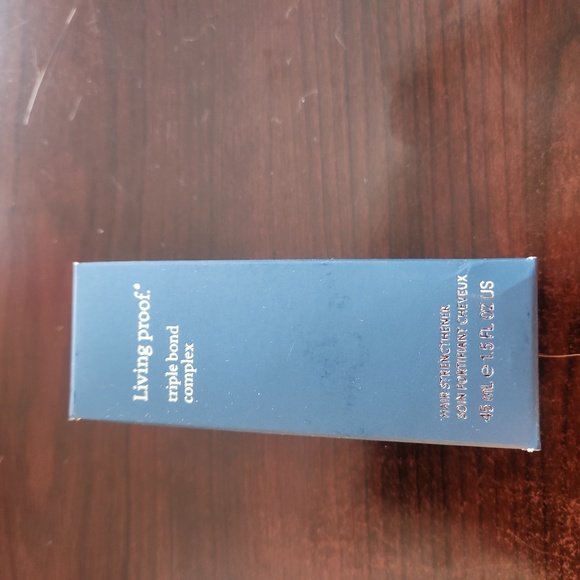 Living proof.®
triple bond
complex
HAIR STRENGTHENER
SOIN FORTIFIANT CHEVEUX
45 mL ℮ 1.5 FL OZ US